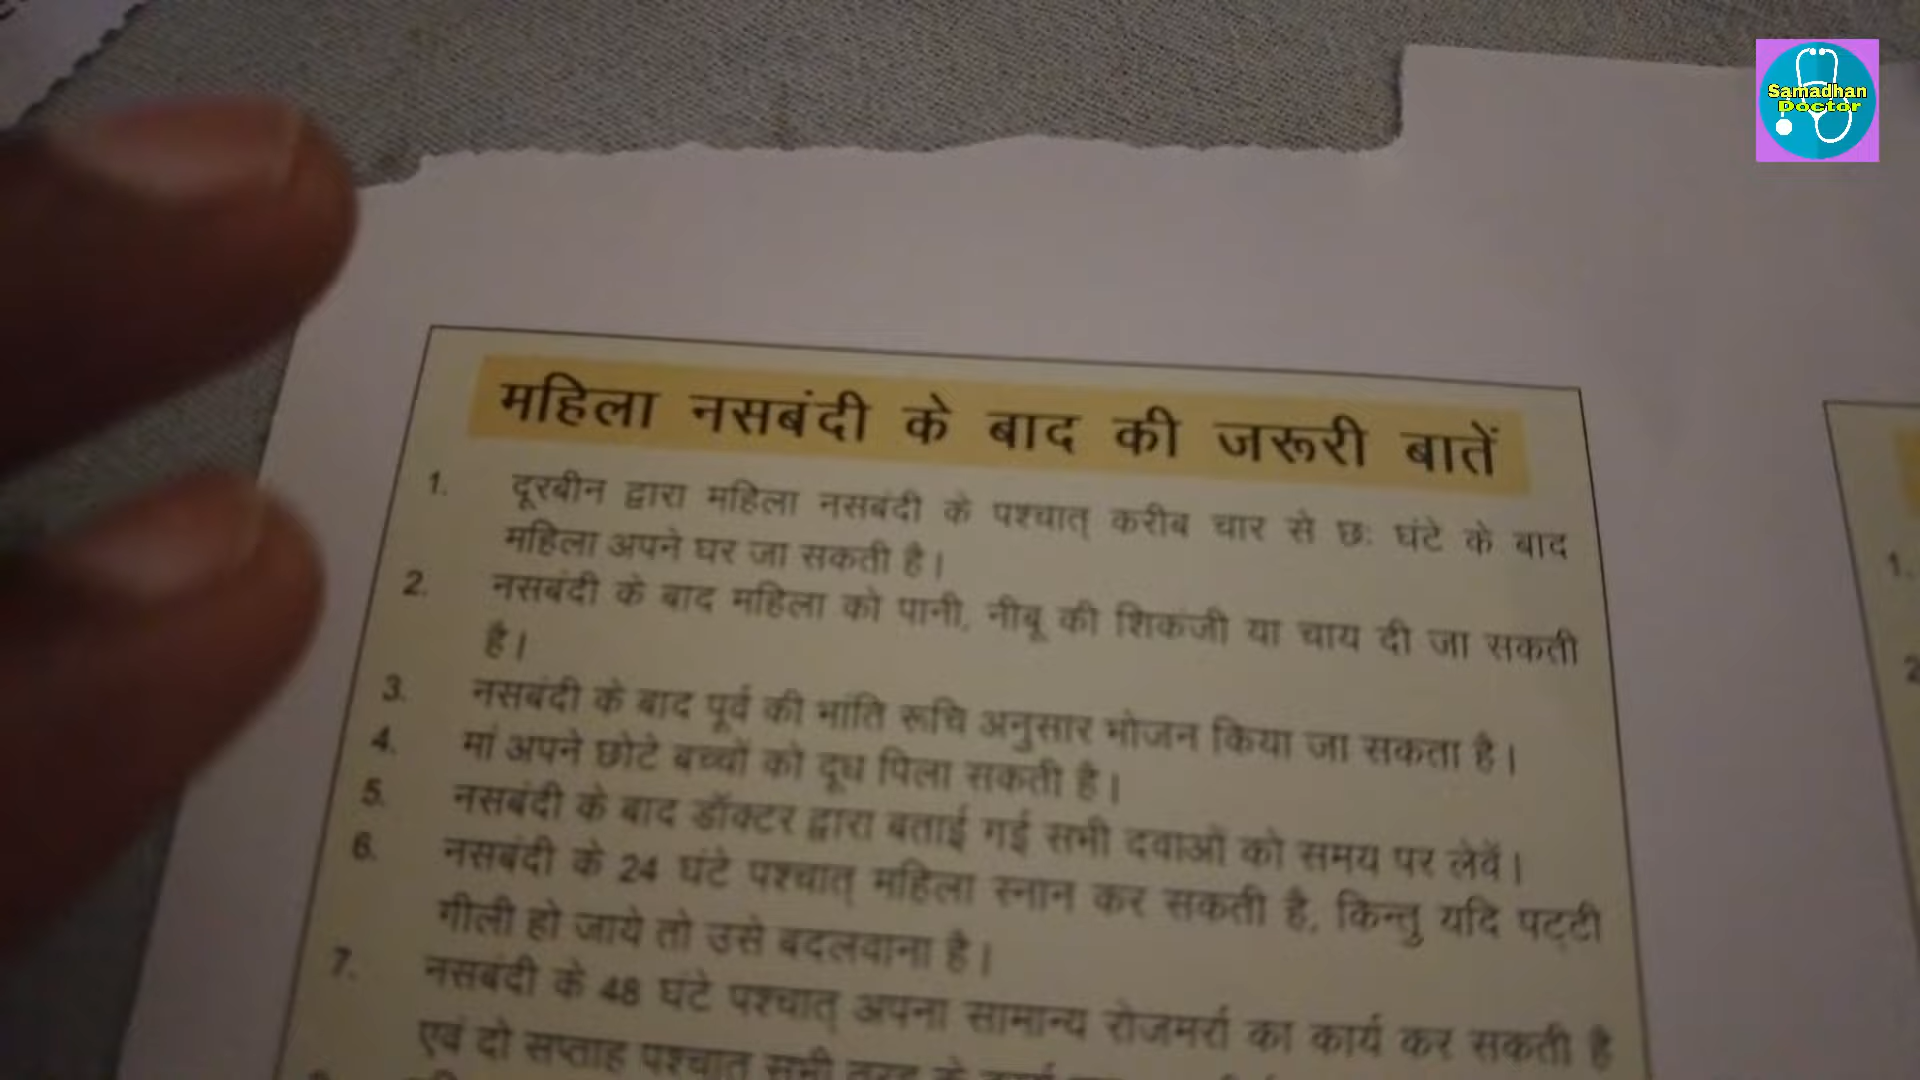 Samadhan
Doctor
महिला नसबंदी के बाद की जरूरी बातें
1. दूरबीन द्वारा महिला नसबंदी के पश्चात् करीब चार से छः घंटे के बाद
महिला अपने घर जा सकती है।
2. नसबंदी के बाद महिला को पानी, नीबू की शिकंजी या चाय दी जा सकती
है।
3. नसबंदी के बाद पूर्व की भांति रूचि अनुसार भोजन किया जा सकता है।
4. मां अपने छोटे बच्चों को दूध पिला सकती है।
5. नसबंदी के बाद डॉक्टर द्वारा बताई गई सभी दवाओं को समय पर लेवें।
6. नसबंदी के 24 घंटे पश्चात् महिला स्नान कर सकती है, किन्तु यदि पट्टी
गीली हो जाये तो उसे बदलवाना है।
7. नसबंदी के 48 घंटे पश्चात् अपना सामान्य रोजमर्रा का कार्य कर सकती है
एवं दो सप्ताह पश्चात् सभी तरह के
1.
2